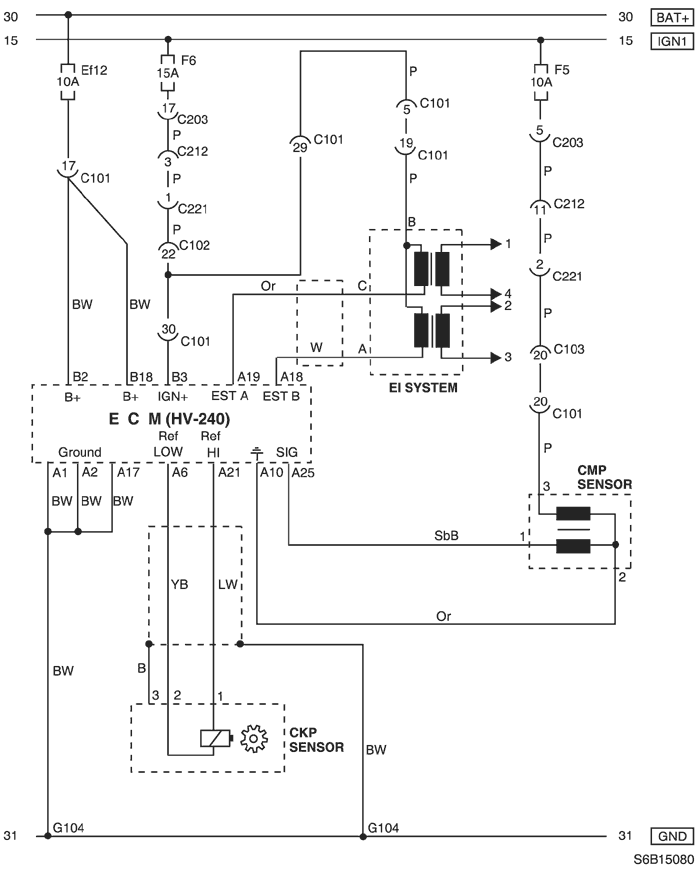 30 30 BAT+
15 15 IGN1
Ef12 10A
F6 15A
F5 10A
P
17 C203
5 C101
P
5 C203
3 C212
19 C101
29 C101
17 C101
P
P
P
1 C221
11 C212
P
B
P
22 C102
2 C221
1
Or
C
4
2
BW
BW
P
30 C101
W
A
3
20 C103
EI SYSTEM
B2 B18 B3 A19 A18
20 C101
B+ B+ IGN+ EST A EST B
E C M (HV-240)
Ref Ref
Ground LOW HI SIG
P
A1 A2 A17 A6 A21 A10 A25
CMP SENSOR
3
BW BW BW
SbB
1
2
YB LW
Or
B
BW
3 2 1
CKP SENSOR
BW
31 G104 G104 31 GND
S6B15080